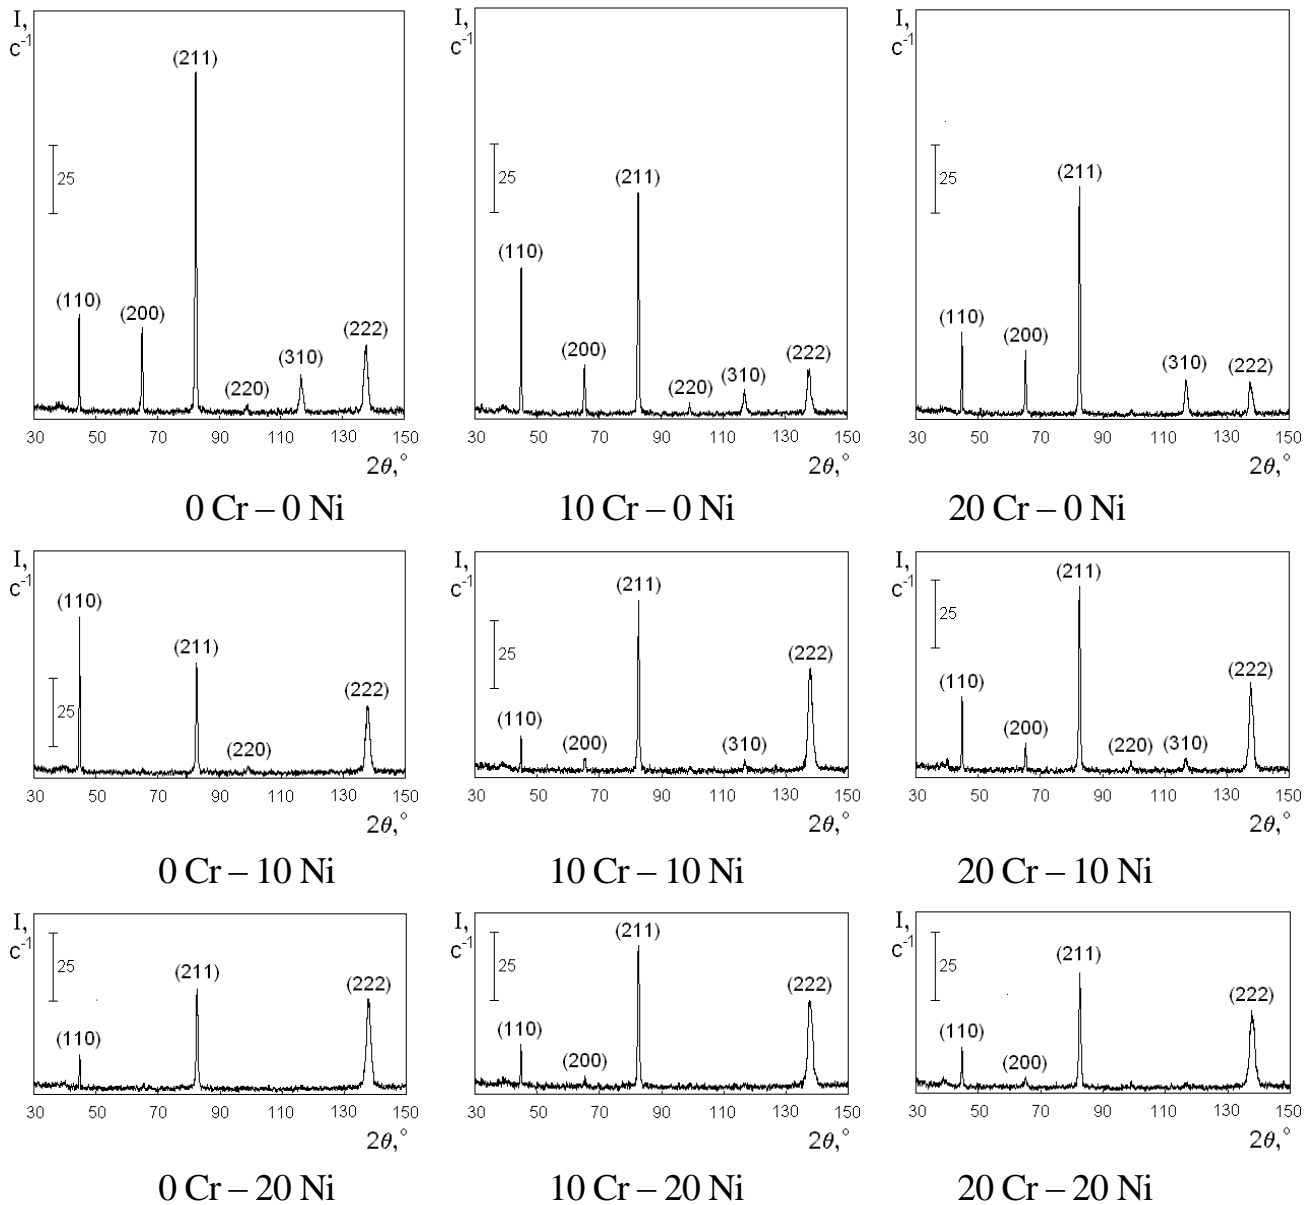 I,
c⁻¹
(211)
25
(110)
(200)
(222)
(310)
(220)
30 50 70 90 110 130 150
2θ,°
0 Cr – 0 Ni
I,
c⁻¹
25
(211)
(110)
(200)
(222)
(310)
(220)
30 50 70 90 110 130 150
2θ,°
10 Cr – 0 Ni
I,
c⁻¹
25
(211)
(110)
(200)
(310)
(222)
30 50 70 90 110 130 150
2θ,°
20 Cr – 0 Ni
I,
c⁻¹
(110)
(211)
(222)
25
(220)
30 50 70 90 110 130 150
2θ,°
0 Cr – 10 Ni
I,
c⁻¹
(211)
25
(222)
(110)
(200)
(310)
30 50 70 90 110 130 150
2θ,°
10 Cr – 10 Ni
I,
c⁻¹
(211)
25
(222)
(110)
(200)
(220)
(310)
30 50 70 90 110 130 150
2θ,°
20 Cr – 10 Ni
I,
c⁻¹
25
(211)
(222)
(110)
30 50 70 90 110 130 150
2θ,°
0 Cr – 20 Ni
I,
c⁻¹
(211)
25
(222)
(110)
(200)
30 50 70 90 110 130 150
2θ,°
10 Cr – 20 Ni
I,
c⁻¹
(211)
25
(222)
(110)
(200)
30 50 70 90 110 130 150
2θ,°
20 Cr – 20 Ni